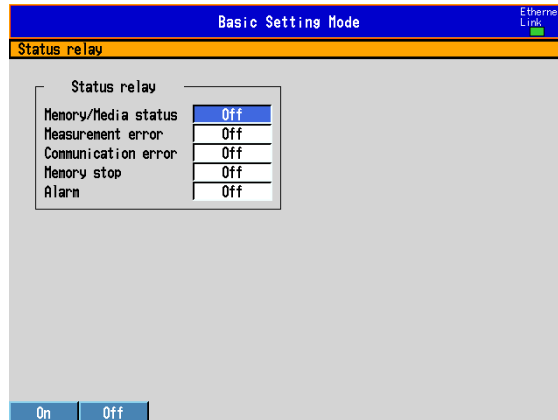 Basic Setting Mode
Etherne
Link
Status relay
Status relay
Memory/Media status Off
Measurement error Off
Communication error Off
Memory stop Off
Alarm Off
On Off